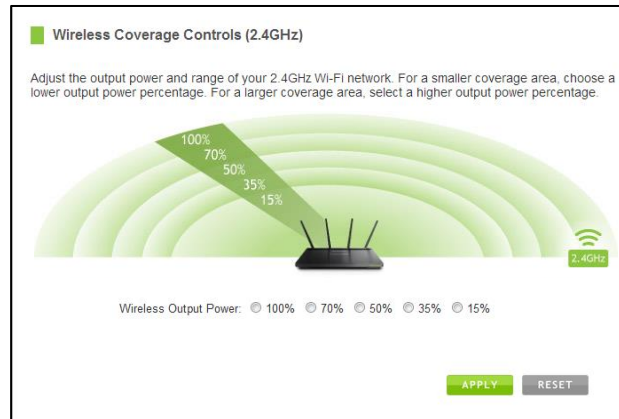 Wireless Coverage Controls (2.4GHz)
Adjust the output power and range of your 2.4GHz Wi-Fi network. For a smaller coverage area, choose a
lower output power percentage. For a larger coverage area, select a higher output power percentage.
100%
70%
50%
35%
15%
2.4GHz
Wireless Output Power: 100% 70% 50% 35% 15%
APPLY RESET